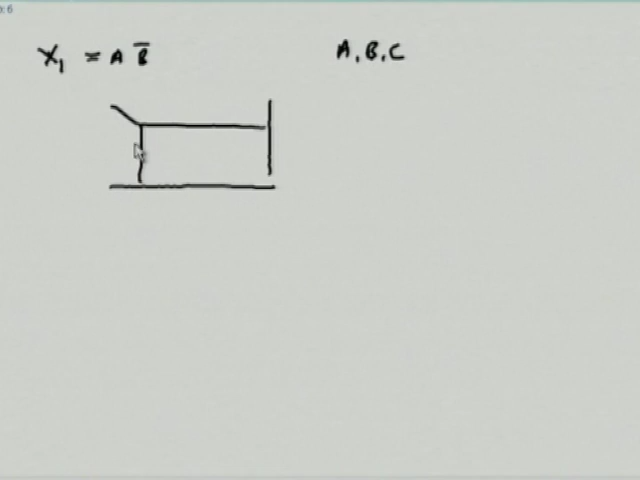 X₁ = A B̅ A, B, C